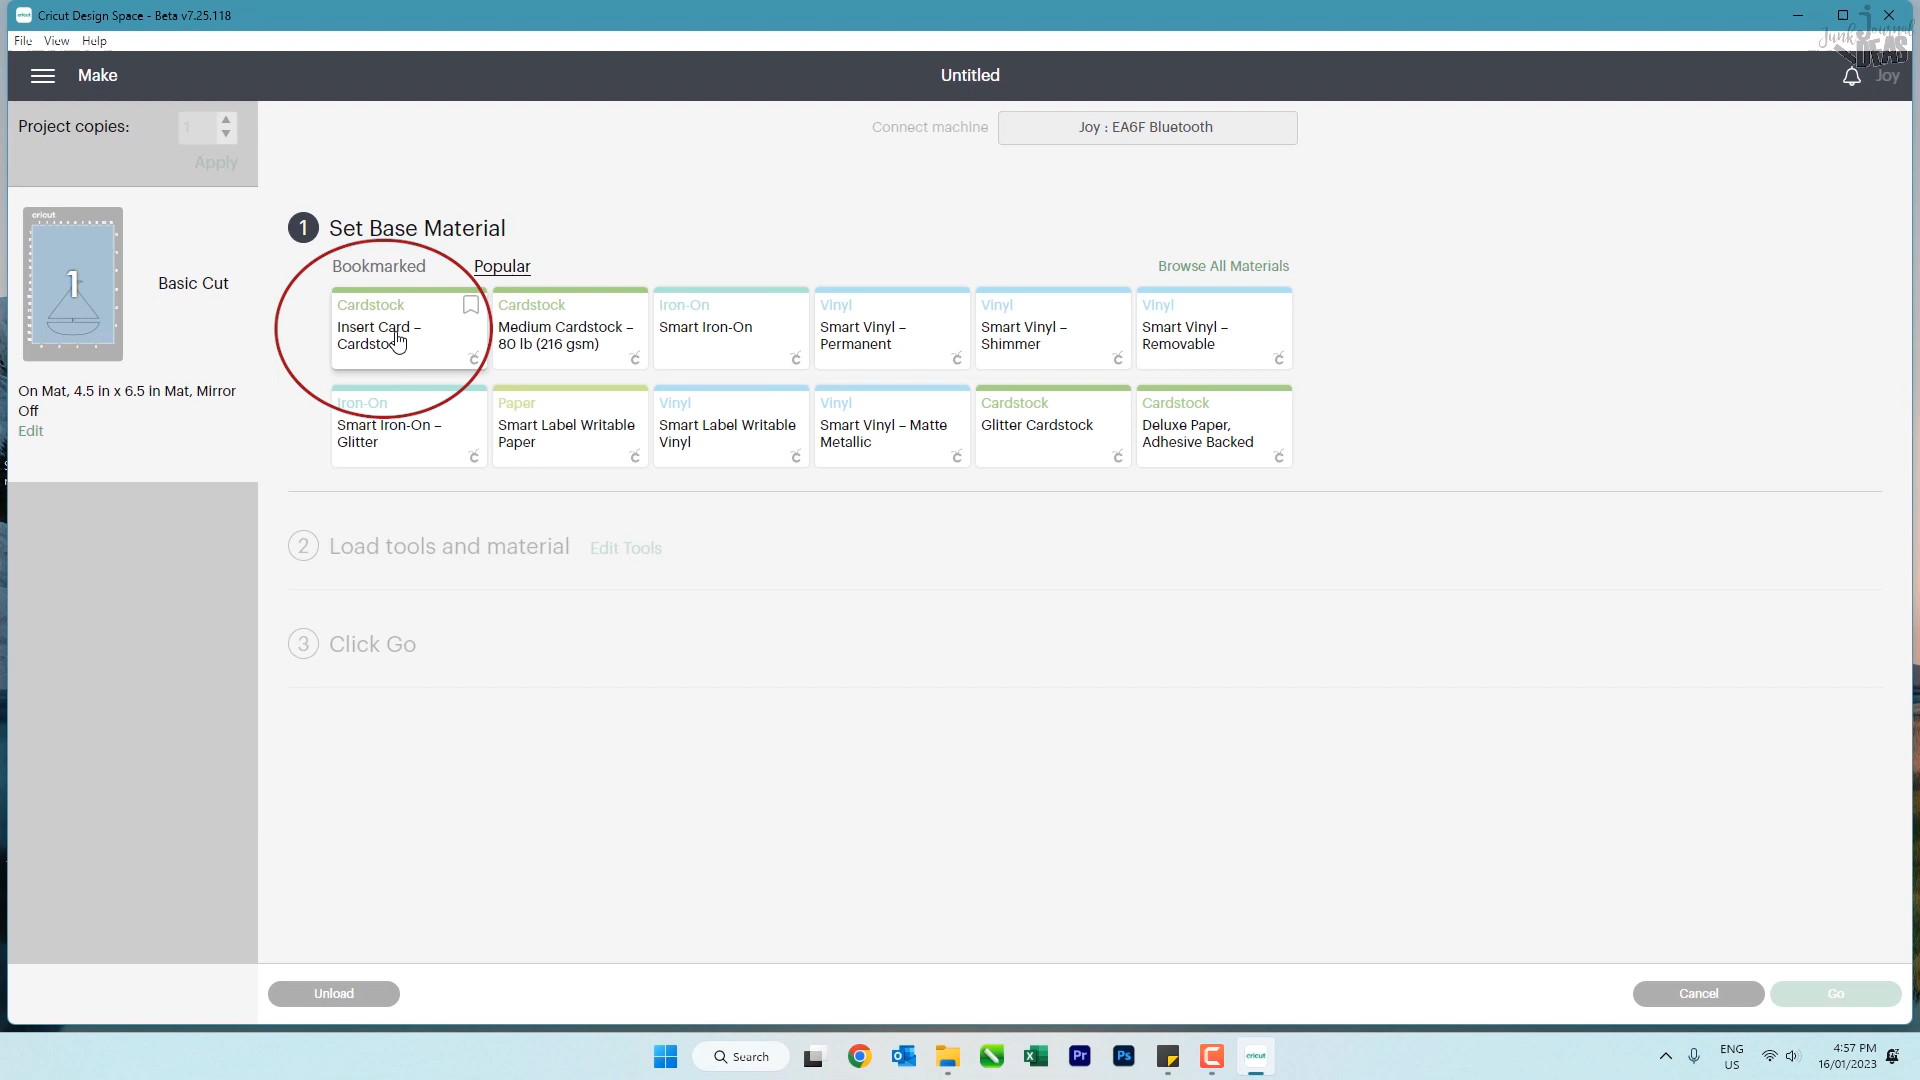 Cricut Design Space - Beta v7.25.118
File View Help
Junk Journal
IDEAS
Make
Untitled
Joy
Project copies:
1
Apply
Connect machine
Joy : EA6F Bluetooth
cricut
1
Basic Cut
On Mat, 4.5 in x 6.5 in Mat, Mirror
Off
Edit
1 Set Base Material
Bookmarked
Popular
Browse All Materials
Cardstock
Insert Card –
Cardstock
Cardstock
Medium Cardstock –
80 lb (216 gsm)
Iron-On
Smart Iron-On
Vinyl
Smart Vinyl –
Permanent
Vinyl
Smart Vinyl –
Shimmer
Vinyl
Smart Vinyl –
Removable
Iron-On
Smart Iron-On –
Glitter
Paper
Smart Label Writable
Paper
Vinyl
Smart Label Writable
Vinyl
Vinyl
Smart Vinyl – Matte
Metallic
Cardstock
Glitter Cardstock
Cardstock
Deluxe Paper,
Adhesive Backed
2 Load tools and material Edit Tools
3 Click Go
Unload
Cancel
Go
Search
Pr
Ps
cricut
ENG
US
4:57 PM
16/01/2023